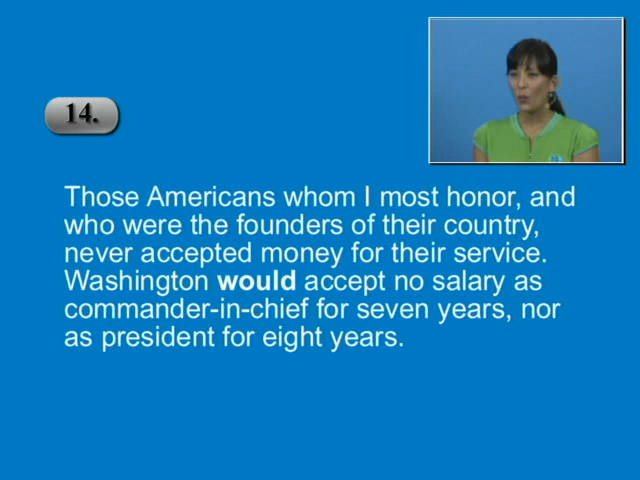 14.
Those Americans whom I most honor, and
who were the founders of their country,
never accepted money for their service.
Washington would accept no salary as
commander-in-chief for seven years, nor
as president for eight years.